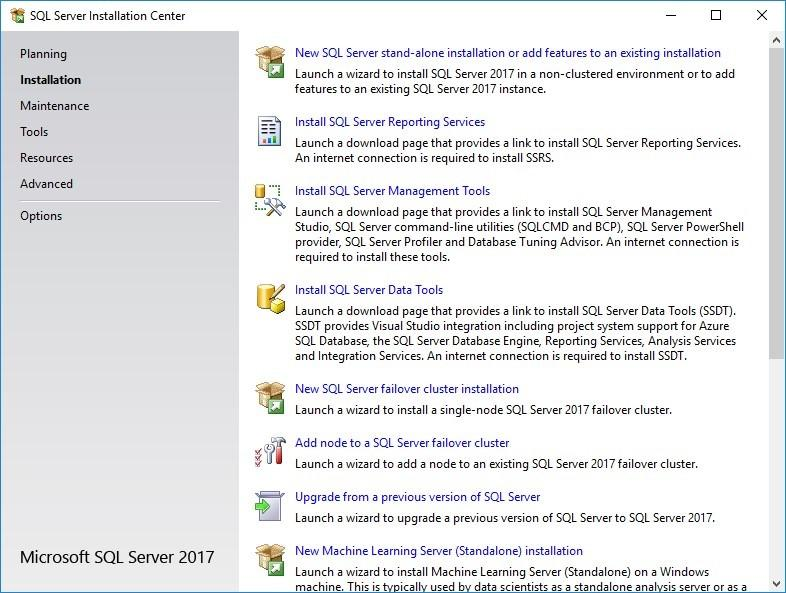 SQL Server Installation Center
Planning
Installation
Maintenance
Tools
Resources
Advanced
Options
Microsoft SQL Server 2017
New SQL Server stand-alone installation or add features to an existing installation
Launch a wizard to install SQL Server 2017 in a non-clustered environment or to add
features to an existing SQL Server 2017 instance.
Install SQL Server Reporting Services
Launch a download page that provides a link to install SQL Server Reporting Services.
An internet connection is required to install SSRS.
Install SQL Server Management Tools
Launch a download page that provides a link to install SQL Server Management
Studio, SQL Server command-line utilities (SQLCMD and BCP), SQL Server PowerShell
provider, SQL Server Profiler and Database Tuning Advisor. An internet connection is
required to install these tools.
Install SQL Server Data Tools
Launch a download page that provides a link to install SQL Server Data Tools (SSDT).
SSDT provides Visual Studio integration including project system support for Azure
SQL Database, the SQL Server Database Engine, Reporting Services, Analysis Services
and Integration Services. An internet connection is required to install SSDT.
New SQL Server failover cluster installation
Launch a wizard to install a single-node SQL Server 2017 failover cluster.
Add node to a SQL Server failover cluster
Launch a wizard to add a node to an existing SQL Server 2017 failover cluster.
Upgrade from a previous version of SQL Server
Launch a wizard to upgrade a previous version of SQL Server to SQL Server 2017.
New Machine Learning Server (Standalone) installation
Launch a wizard to install Machine Learning Server (Standalone) on a Windows
machine. This is typically used by data scientists as a standalone analysis server or as a